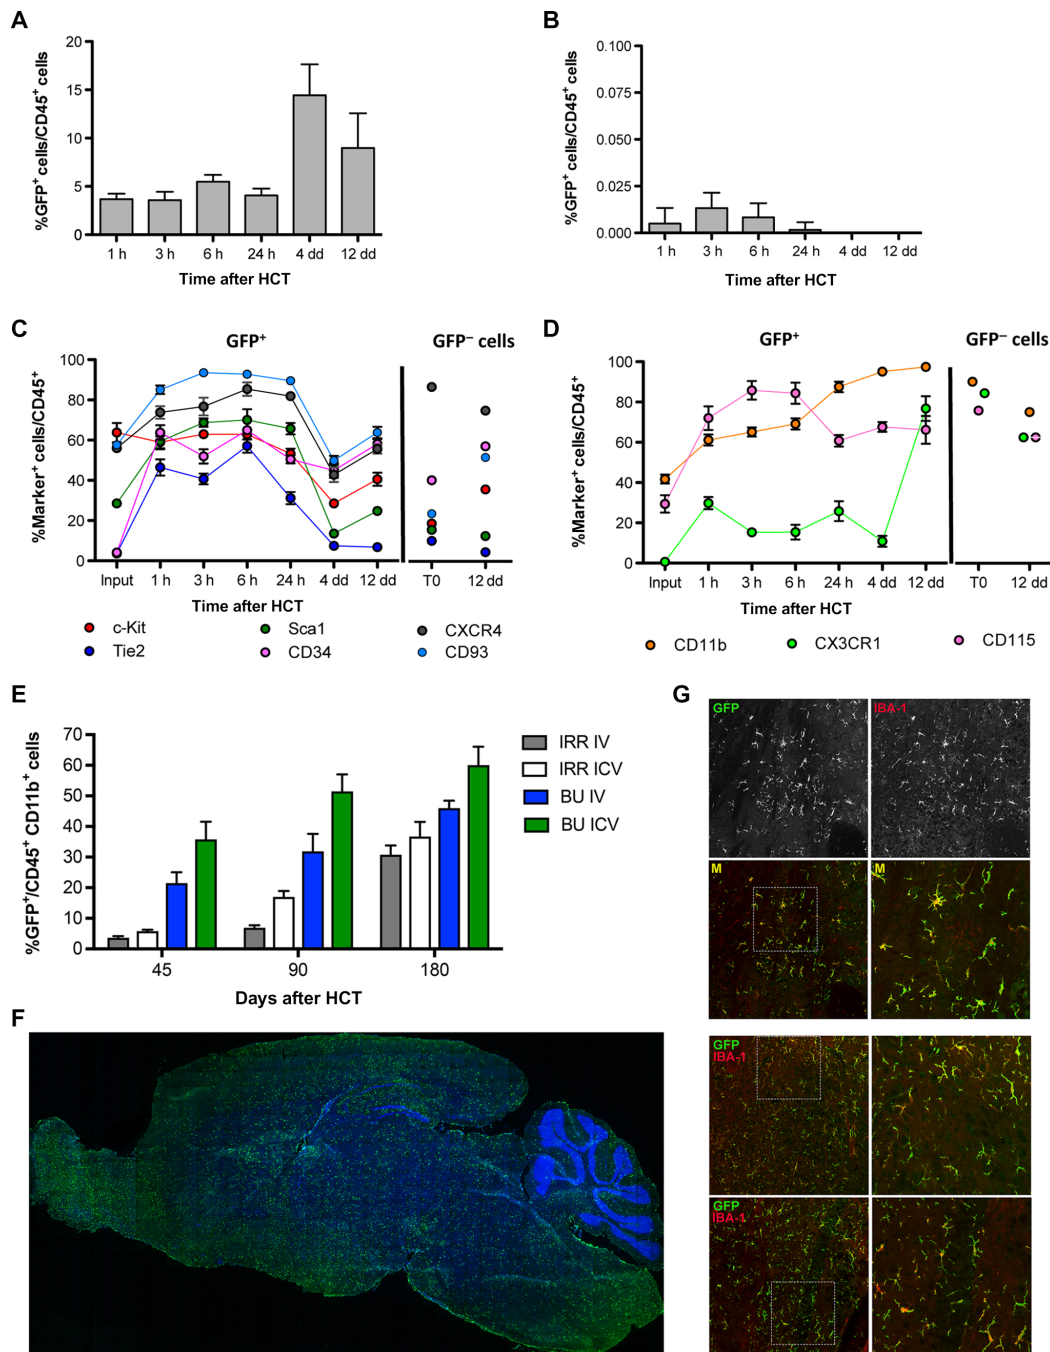 A
20
15
10
5
0
%GFP+ cells/CD45+ cells
1 h 3 h 6 h 24 h 4 dd 12 dd
Time after HCT
B
0.100
0.075
0.050
0.025
0.000
%GFP+ cells/CD45+ cells
1 h 3 h 6 h 24 h 4 dd 12 dd
Time after HCT
C
GFP+
GFP– cells
100
80
60
40
20
0
%Marker+ cells/CD45+
Input 1 h 3 h 6 h 24 h 4 dd 12 dd
T0 12 dd
Time after HCT
c-Kit Sca1 CXCR4
Tie2 CD34 CD93
D
GFP+
GFP– cells
100
80
60
40
20
0
%Marker+ cells/CD45+
Input 1 h 3 h 6 h 24 h 4 dd 12 dd
T0 12 dd
Time after HCT
CD11b CX3CR1 CD115
E
70
60
50
40
30
20
10
0
%GFP+/CD45+ CD11b+ cells
45 90 180
Days after HCT
IRR IV
IRR ICV
BU IV
BU ICV
F
G
GFP
IBA-1
M
M
GFP
IBA-1
GFP
IBA-1